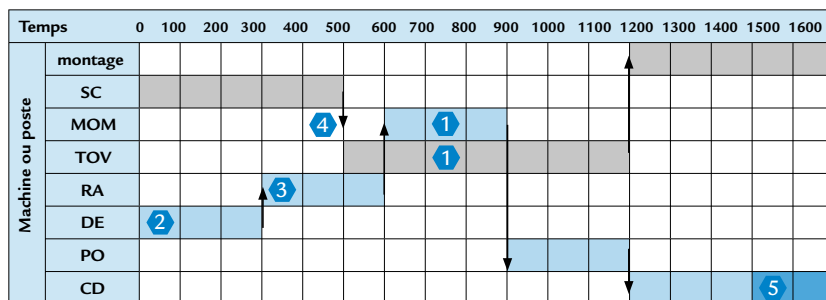 Temps 0 100 200 300 400 500 600 700 800 900 1000 1100 1200 1300 1400 1500 1600
Machine ou poste
montage
SC
MOM 4 1
TOV 1
RA 3
DE 2
PO
CD 5